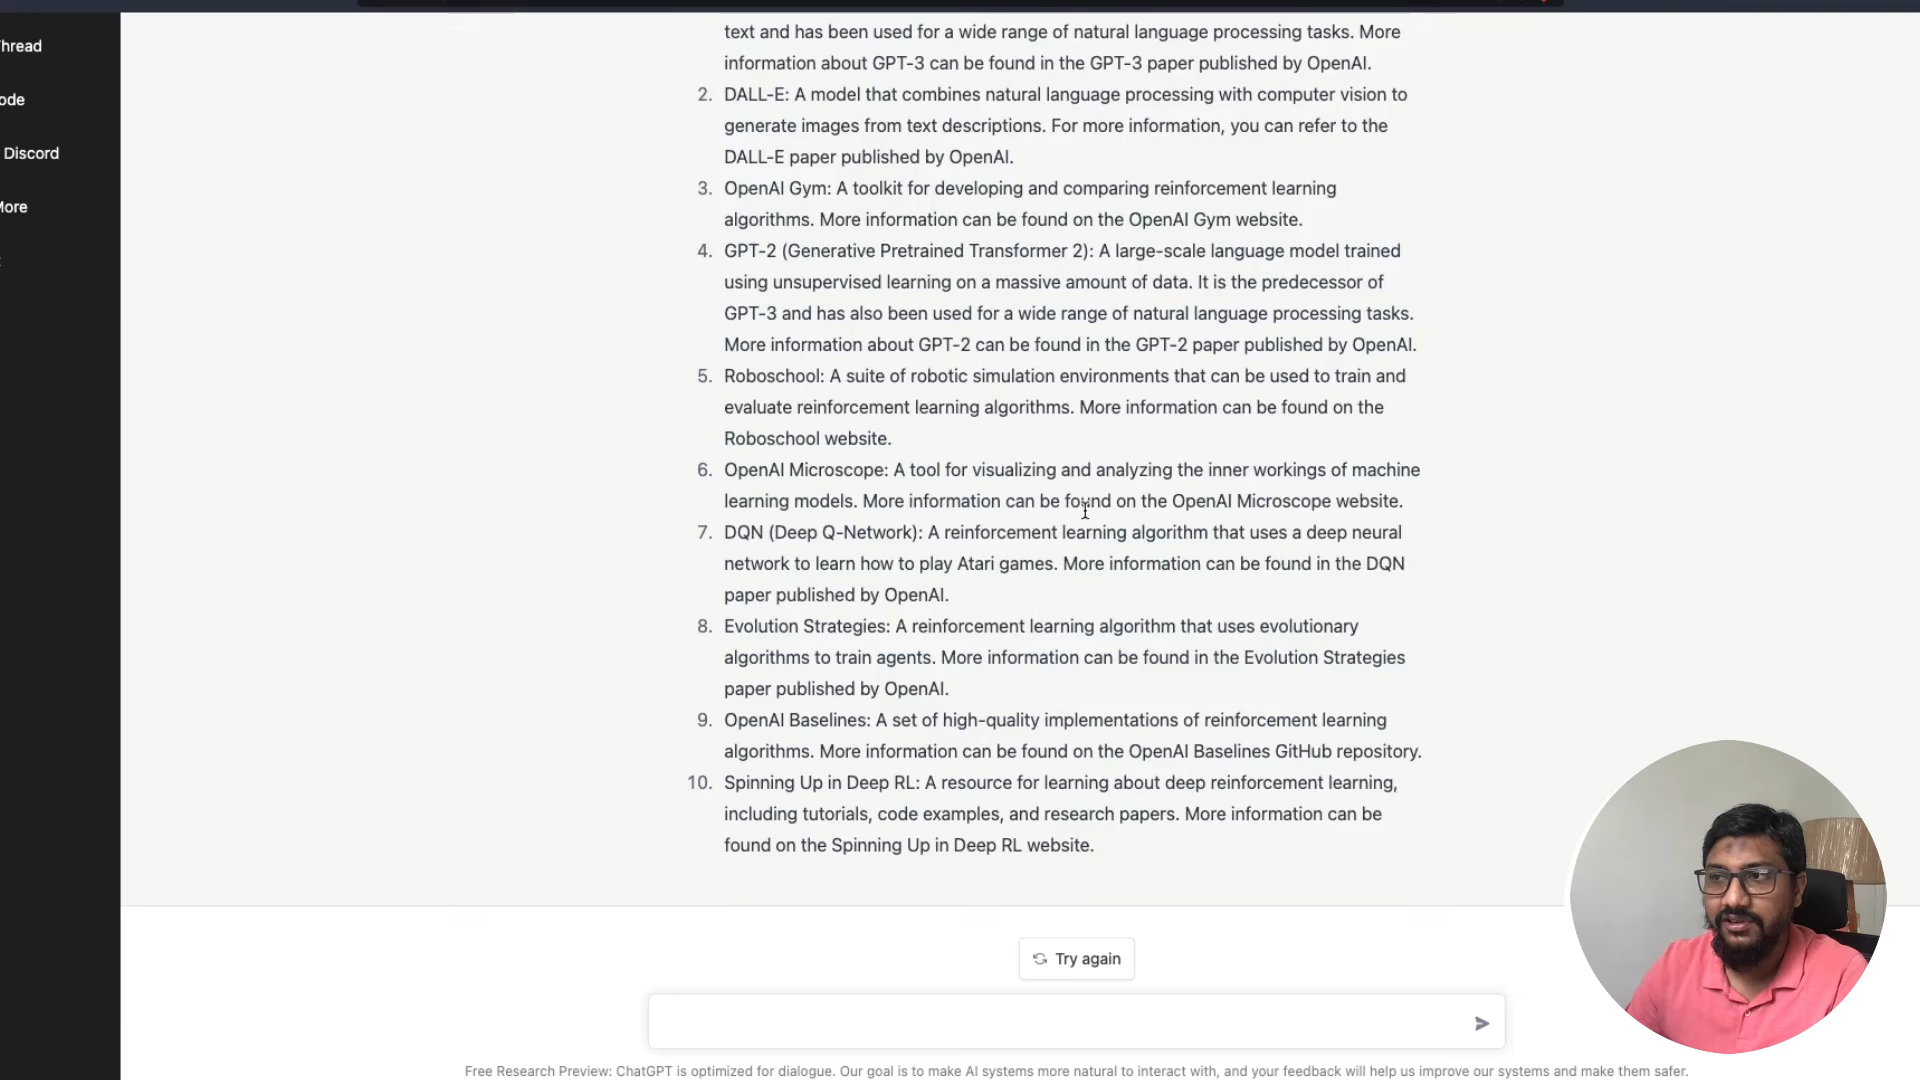 hread
ode
Discord
More
text and has been used for a wide range of natural language processing tasks. More
information about GPT-3 can be found in the GPT-3 paper published by OpenAI.
2. DALL-E: A model that combines natural language processing with computer vision to
generate images from text descriptions. For more information, you can refer to the
DALL-E paper published by OpenAI.
3. OpenAI Gym: A toolkit for developing and comparing reinforcement learning
algorithms. More information can be found on the OpenAI Gym website.
4. GPT-2 (Generative Pretrained Transformer 2): A large-scale language model trained
using unsupervised learning on a massive amount of data. It is the predecessor of
GPT-3 and has also been used for a wide range of natural language processing tasks.
More information about GPT-2 can be found in the GPT-2 paper published by OpenAI.
5. Roboschool: A suite of robotic simulation environments that can be used to train and
evaluate reinforcement learning algorithms. More information can be found on the
Roboschool website.
6. OpenAI Microscope: A tool for visualizing and analyzing the inner workings of machine
learning models. More information can be found on the OpenAI Microscope website.
7. DQN (Deep Q-Network): A reinforcement learning algorithm that uses a deep neural
network to learn how to play Atari games. More information can be found in the DQN
paper published by OpenAI.
8. Evolution Strategies: A reinforcement learning algorithm that uses evolutionary
algorithms to train agents. More information can be found in the Evolution Strategies
paper published by OpenAI.
9. OpenAI Baselines: A set of high-quality implementations of reinforcement learning
algorithms. More information can be found on the OpenAI Baselines GitHub repository.
10. Spinning Up in Deep RL: A resource for learning about deep reinforcement learning,
including tutorials, code examples, and research papers. More information can be
found on the Spinning Up in Deep RL website.
Try again
Free Research Preview: ChatGPT is optimized for dialogue. Our goal is to make AI systems more natural to interact with, and your feedback will help us improve our systems and make them safer.